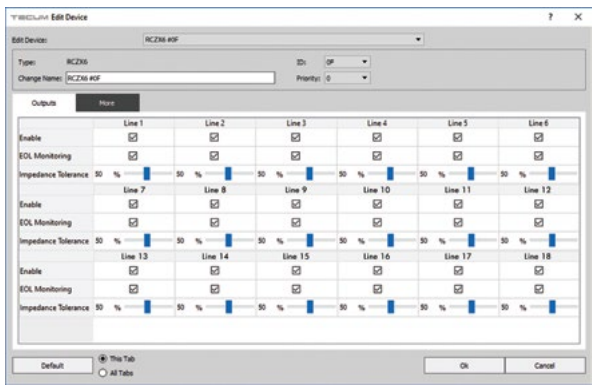 TECUM Edit Device ? X
Edit Device: RCZX6 #0F
Type: RCZX6 ID: 0F
Change Name: RCZX6 #0F Priority: 0
Outputs More
Line 1 Line 2 Line 3 Line 4 Line 5 Line 6
Enable
EOL Monitoring
Impedance Tolerance 50 % 50 % 50 % 50 % 50 % 50 %
Line 7 Line 8 Line 9 Line 10 Line 11 Line 12
Enable
EOL Monitoring
Impedance Tolerance 50 % 50 % 50 % 50 % 50 % 50 %
Line 13 Line 14 Line 15 Line 16 Line 17 Line 18
Enable
EOL Monitoring
Impedance Tolerance 50 % 50 % 50 % 50 % 50 % 50 %
Default This Tab Ok Cancel
All Tabs